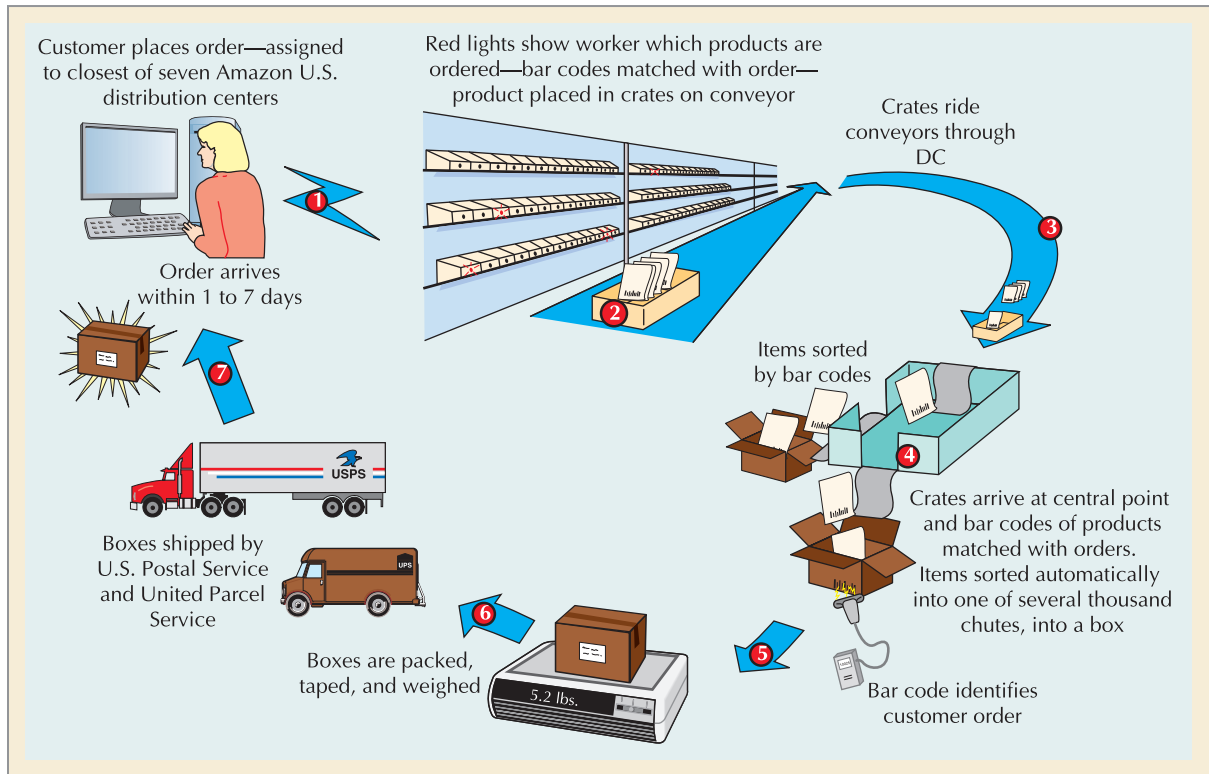 Customer places order—assigned
to closest of seven Amazon U.S.
distribution centers
1
Red lights show worker which products are
ordered—bar codes matched with order—
product placed in crates on conveyor
2
Crates ride
conveyors through
DC
3
Items sorted
by bar codes
4
Crates arrive at central point
and bar codes of products
matched with orders.
Items sorted automatically
into one of several thousand
chutes, into a box
Bar code identifies
customer order
5
5.2 lbs.
Boxes are packed,
taped, and weighed
6
UPS
USPS
Boxes shipped by
U.S. Postal Service
and United Parcel
Service
7
Order arrives
within 1 to 7 days